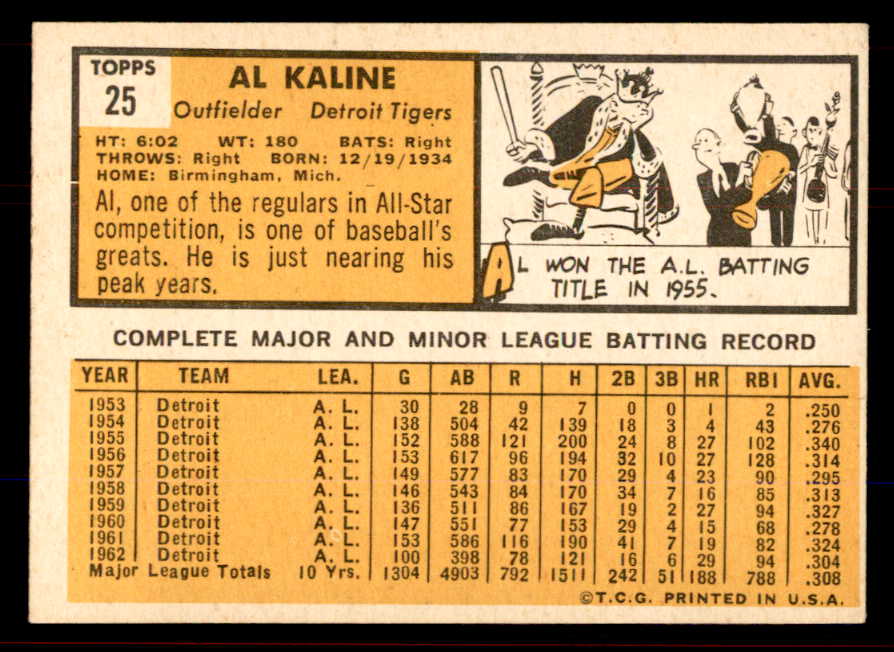 TOPPS
25
AL KALINE
Outfielder Detroit Tigers
HT: 6:02 WT: 180 BATS: Right
THROWS: Right BORN: 12/19/1934
HOME: Birmingham, Mich.
Al, one of the regulars in All-Star
competition, is one of baseball's
greats. He is just nearing his
peak years.
AL WON THE A.L. BATTING
TITLE IN 1955.
COMPLETE MAJOR AND MINOR LEAGUE BATTING RECORD
YEAR TEAM LEA. G AB R H 2B 3B HR RBI AVG.
1953 Detroit A. L. 30 28 9 7 0 0 1 2 .250
1954 Detroit A. L. 138 504 42 139 18 3 4 43 .276
1955 Detroit A. L. 152 588 121 200 24 8 27 102 .340
1956 Detroit A. L. 153 617 96 194 32 10 27 128 .314
1957 Detroit A. L. 149 577 83 170 29 4 23 90 .295
1958 Detroit A. L. 146 543 84 170 34 7 16 85 .313
1959 Detroit A. L. 136 511 86 167 19 2 27 94 .327
1960 Detroit A. L. 147 551 77 153 29 4 15 68 .278
1961 Detroit A. L. 153 586 116 190 41 7 19 82 .324
1962 Detroit A. L. 100 398 78 121 16 6 29 94 .304
Major League Totals 10 Yrs. 1304 4903 792 1511 242 51 188 788 .308
©T.C.G. PRINTED IN U.S.A.